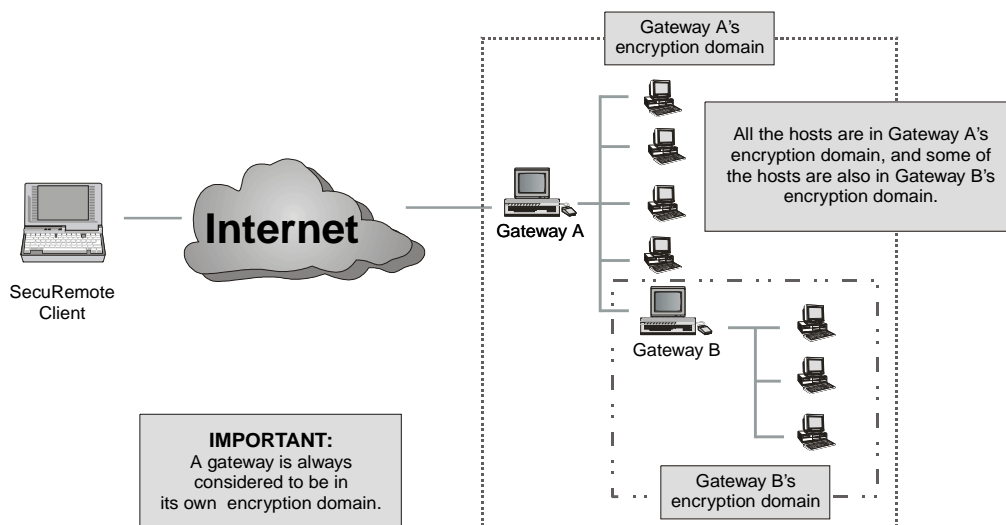 Gateway A's
encryption domain
All the hosts are in Gateway A's
encryption domain, and some of
the hosts are also in Gateway B's
encryption domain.
Internet
Gateway A
SecuRemote
Client
Gateway B
IMPORTANT:
A gateway is always
considered to be in
its own encryption domain.
Gateway B's
encryption domain